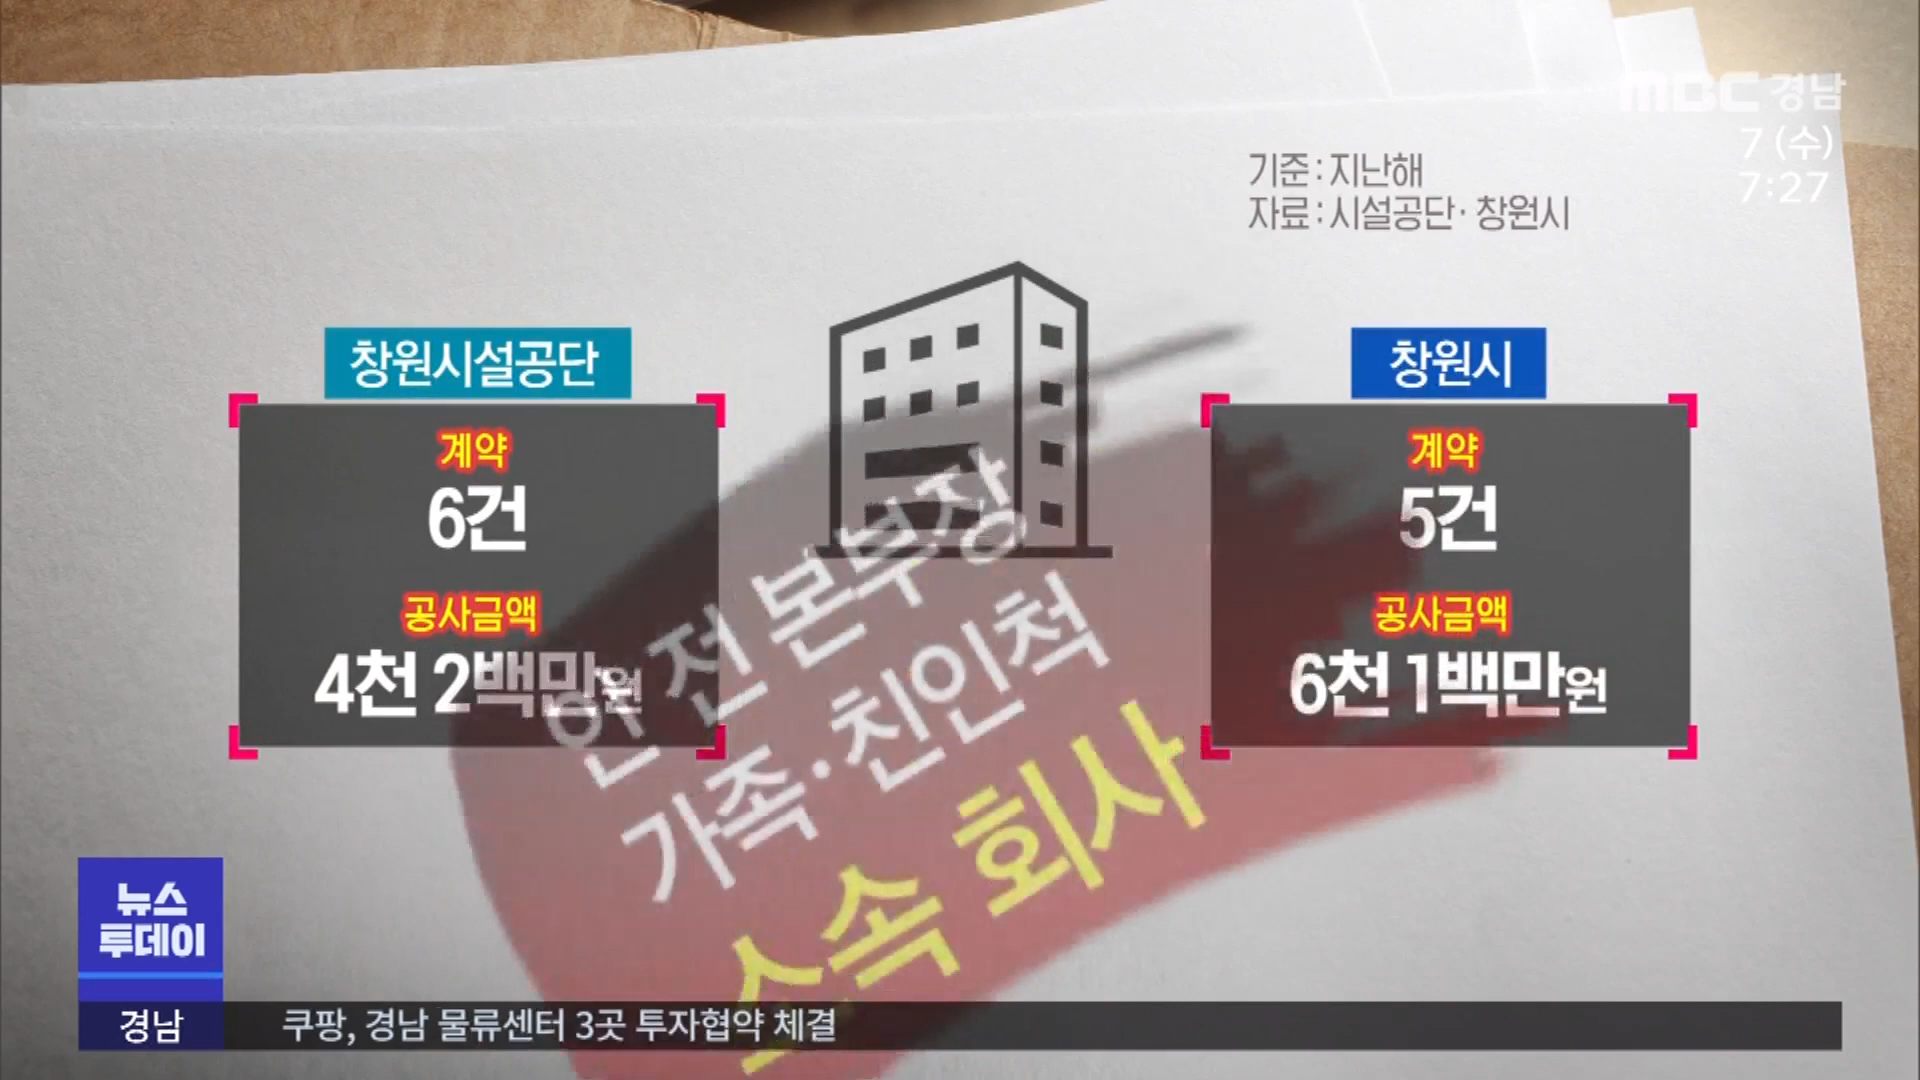 MBC 경남
7 (수)
7:27
기준 : 지난해
자료 : 시설공단 · 창원시
창원시설공단
계약
6건
공사금액
4천 2백만원
창원시
계약
5건
공사금액
6천 1백만원
안 전 본부장
가족·친인척
소속 회사
뉴스
투데이
경남
쿠팡, 경남 물류센터 3곳 투자협약 체결